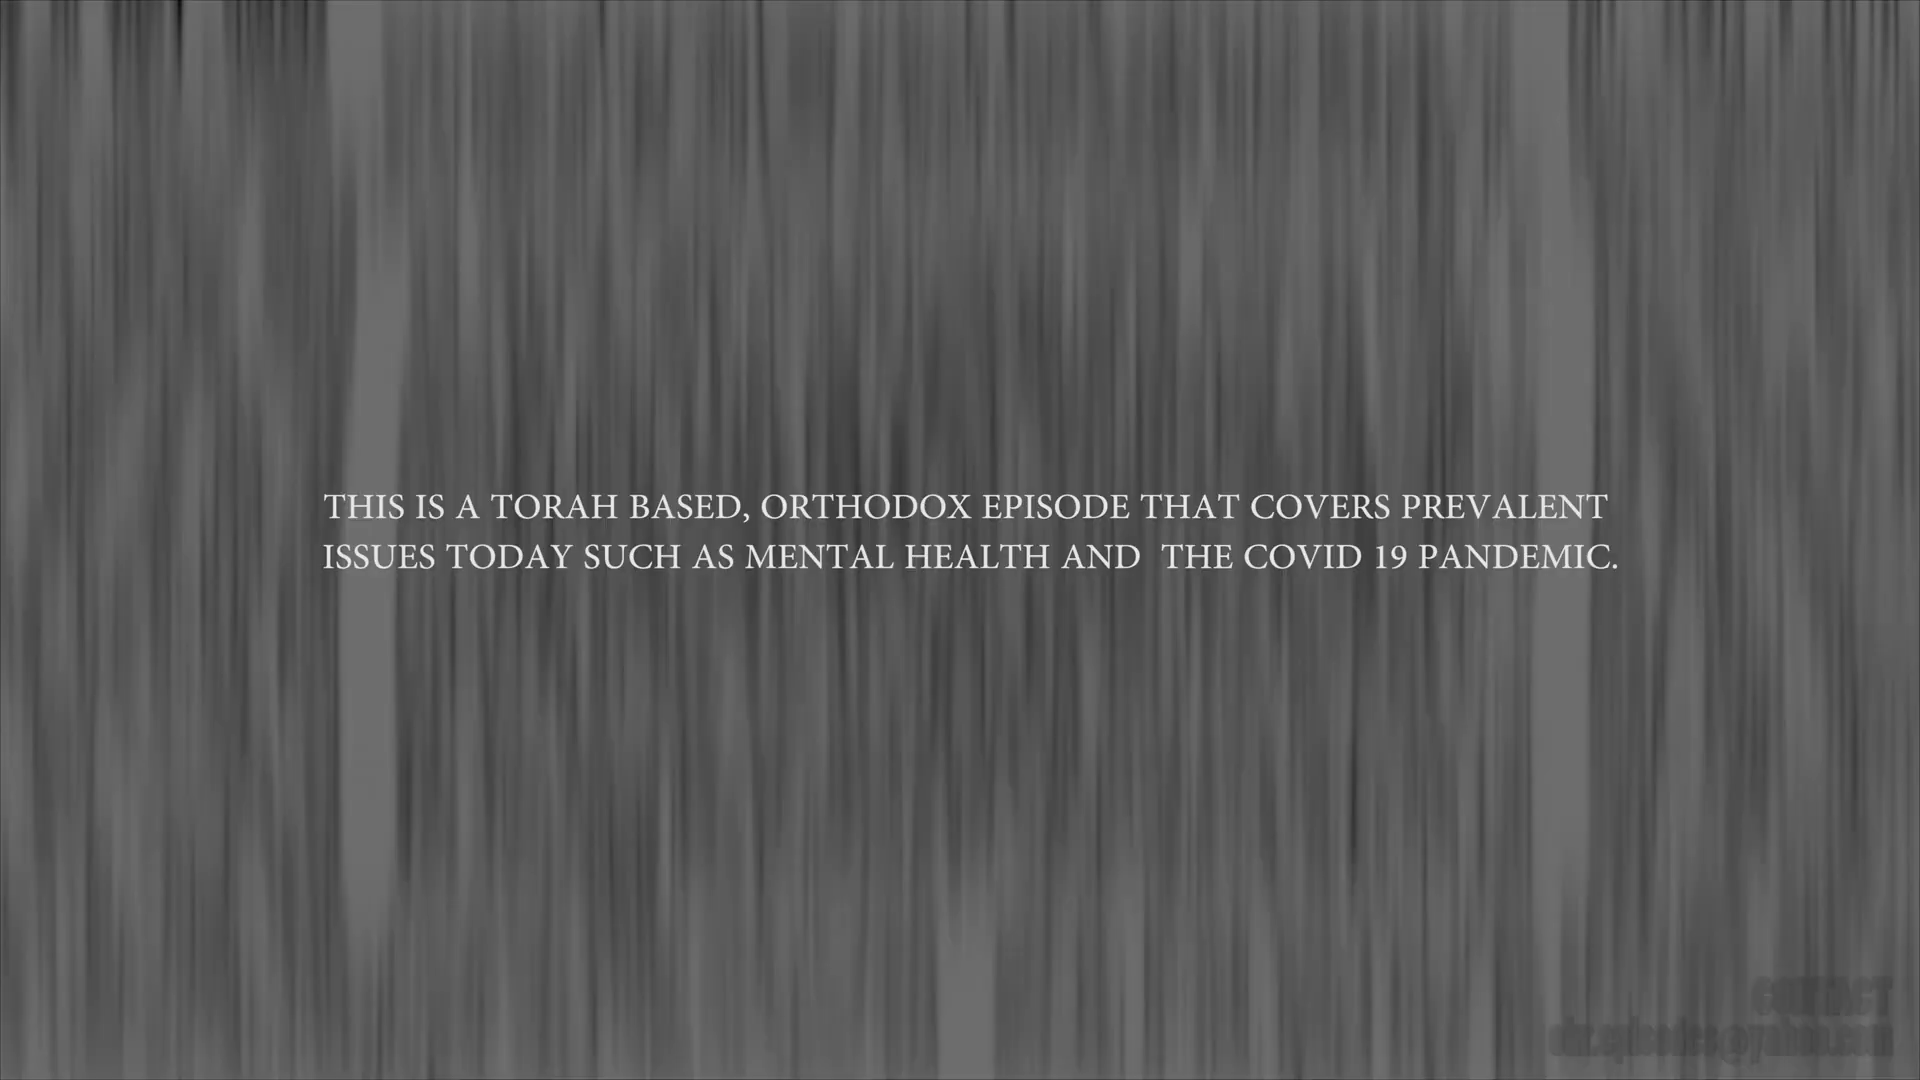 THIS IS A TORAH BASED, ORTHODOX EPISODE THAT COVERS PREVALENT
ISSUES TODAY SUCH AS MENTAL HEALTH AND  THE COVID 19 PANDEMIC.
CONTACT